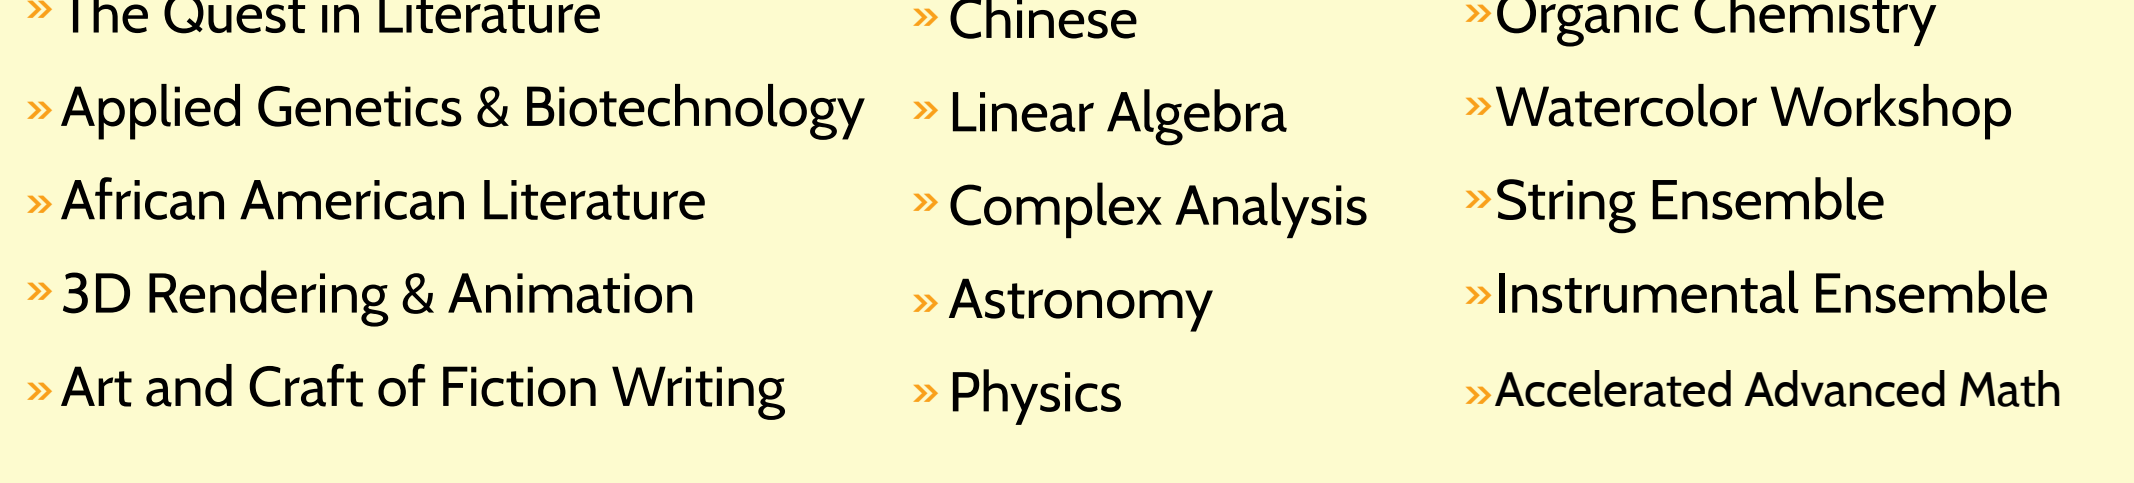 » The Quest in Literature
» Applied Genetics & Biotechnology
» African American Literature
» 3D Rendering & Animation
» Art and Craft of Fiction Writing
» Chinese
» Linear Algebra
» Complex Analysis
» Astronomy
» Physics
»Organic Chemistry
»Watercolor Workshop
»String Ensemble
»Instrumental Ensemble
»Accelerated Advanced Math